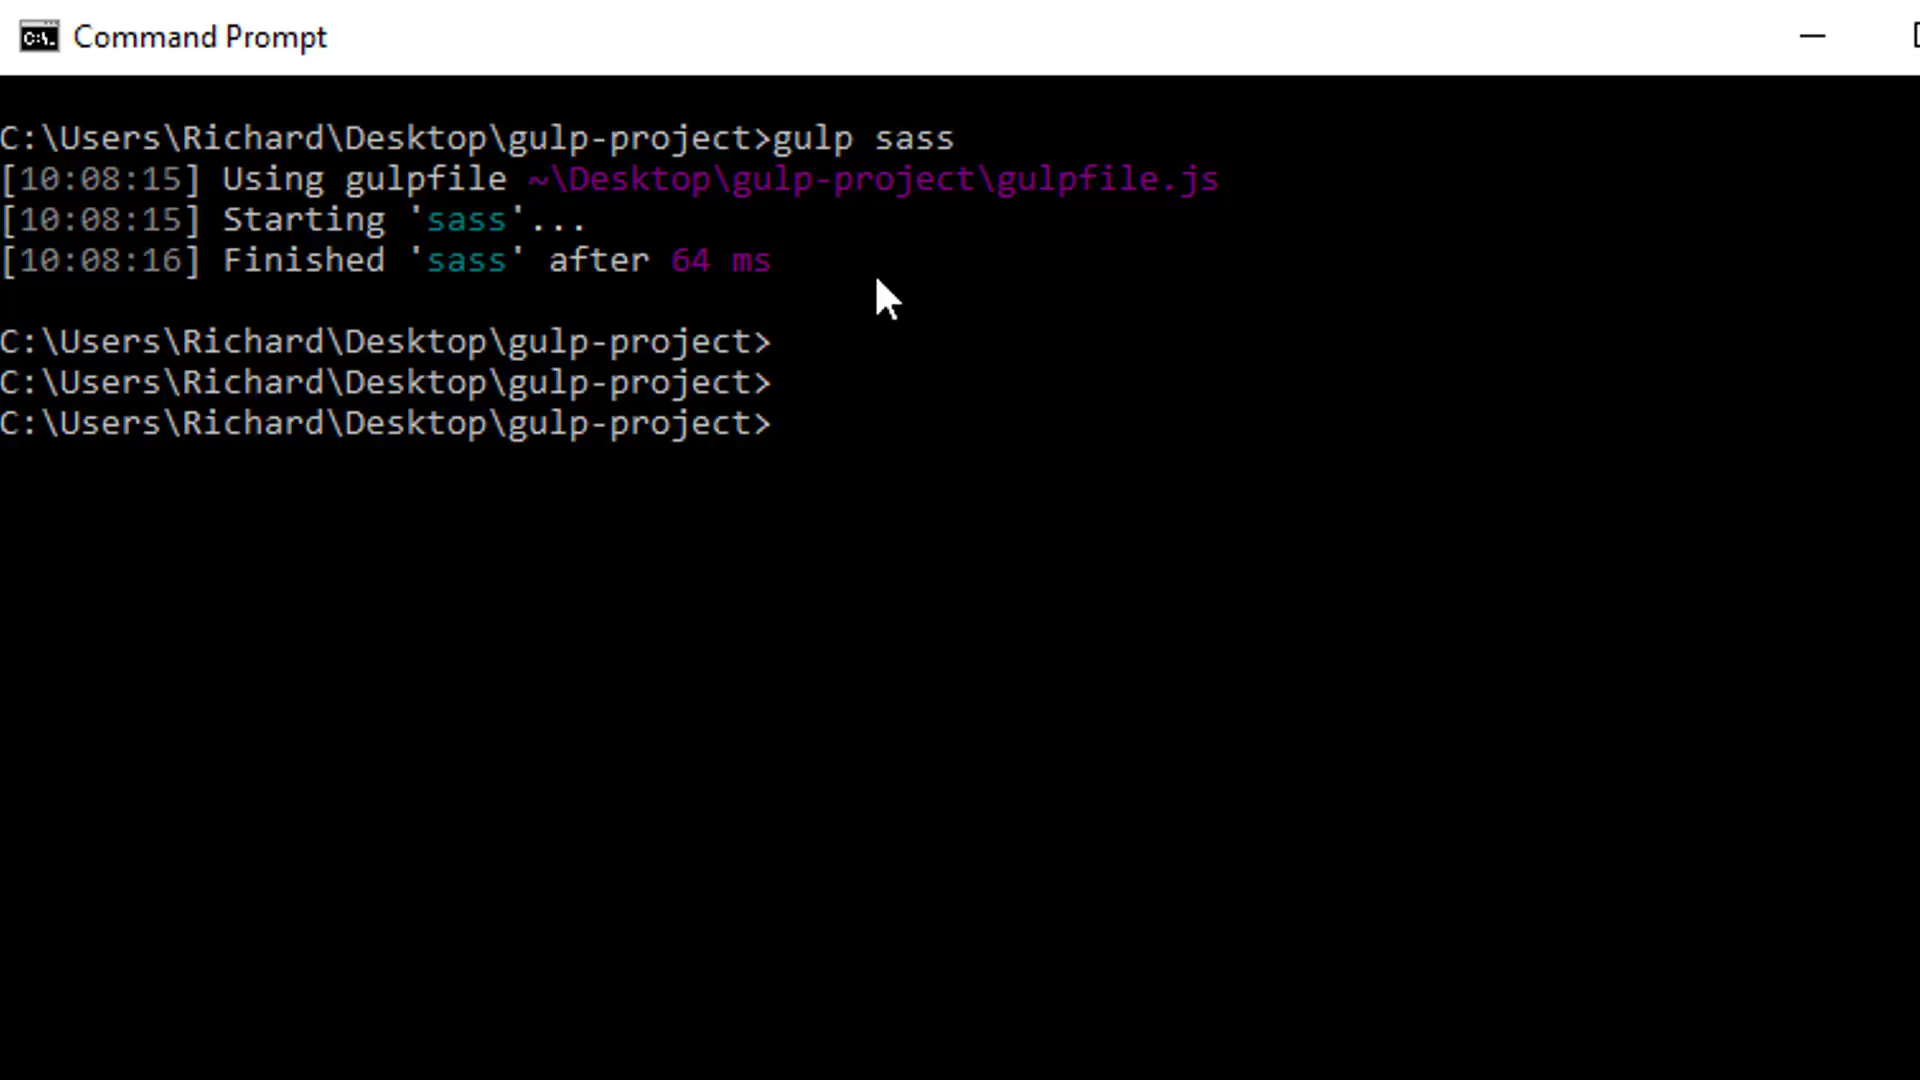 Command Prompt
C:\Users\Richard\Desktop\gulp-project>gulp sass
[10:08:15] Using gulpfile ~\Desktop\gulp-project\gulpfile.js
[10:08:15] Starting 'sass'...
[10:08:16] Finished 'sass' after 64 ms
C:\Users\Richard\Desktop\gulp-project>
C:\Users\Richard\Desktop\gulp-project>
C:\Users\Richard\Desktop\gulp-project>